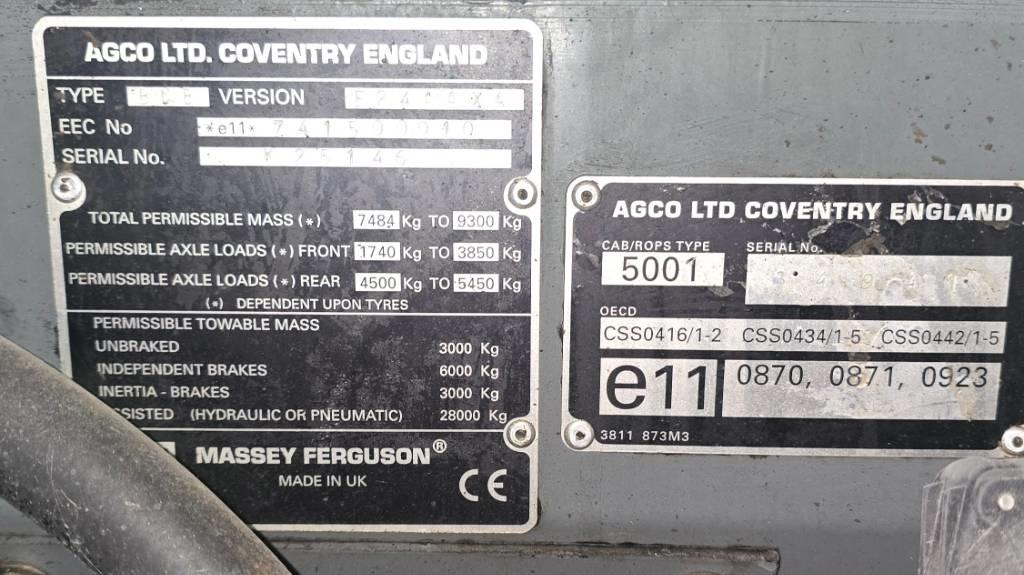 AGCO LTD. COVENTRY ENGLAND
TYPE VERSION
EEC No *e11* 741500010
SERIAL No. K25146
TOTAL PERMISSIBLE MASS (*) 7484 Kg TO 9300 Kg
PERMISSIBLE AXLE LOADS (*) FRONT 1740 Kg TO 3850 Kg
PERMISSIBLE AXLE LOADS (*) REAR 4500 Kg TO 5450 Kg
(*) DEPENDENT UPON TYRES
PERMISSIBLE TOWABLE MASS
UNBRAKED 3000 Kg
INDEPENDENT BRAKES 6000 Kg
INERTIA - BRAKES 3000 Kg
(HYDRAULIC OR PNEUMATIC) 28000 Kg
MASSEY FERGUSON®
MADE IN UK
CE
AGCO LTD COVENTRY ENGLAND
CAB/ROPS TYPE SERIAL No.
5001
OECD
CSS0416/1-2 CSS0434/1-5 CSS0442/1-5
e11 0870, 0871, 0923
3811 873M3